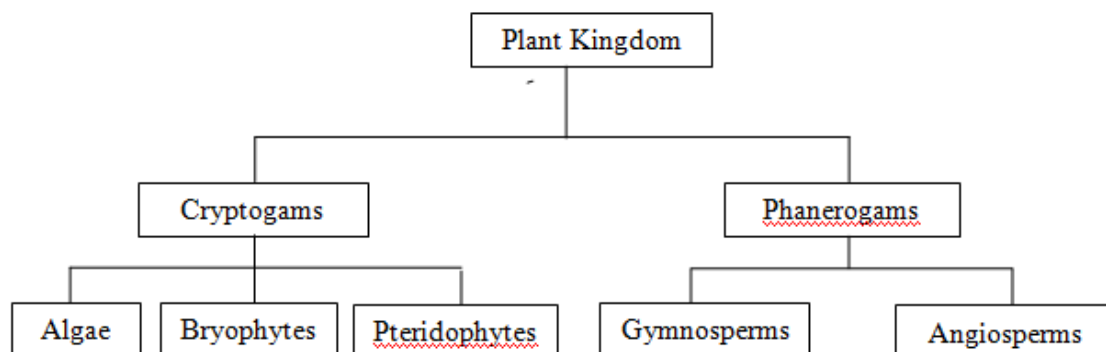 Plant Kingdom
Cryptogams
Phanerogams
Algae
Bryophytes
Pteridophytes
Gymnosperms
Angiosperms